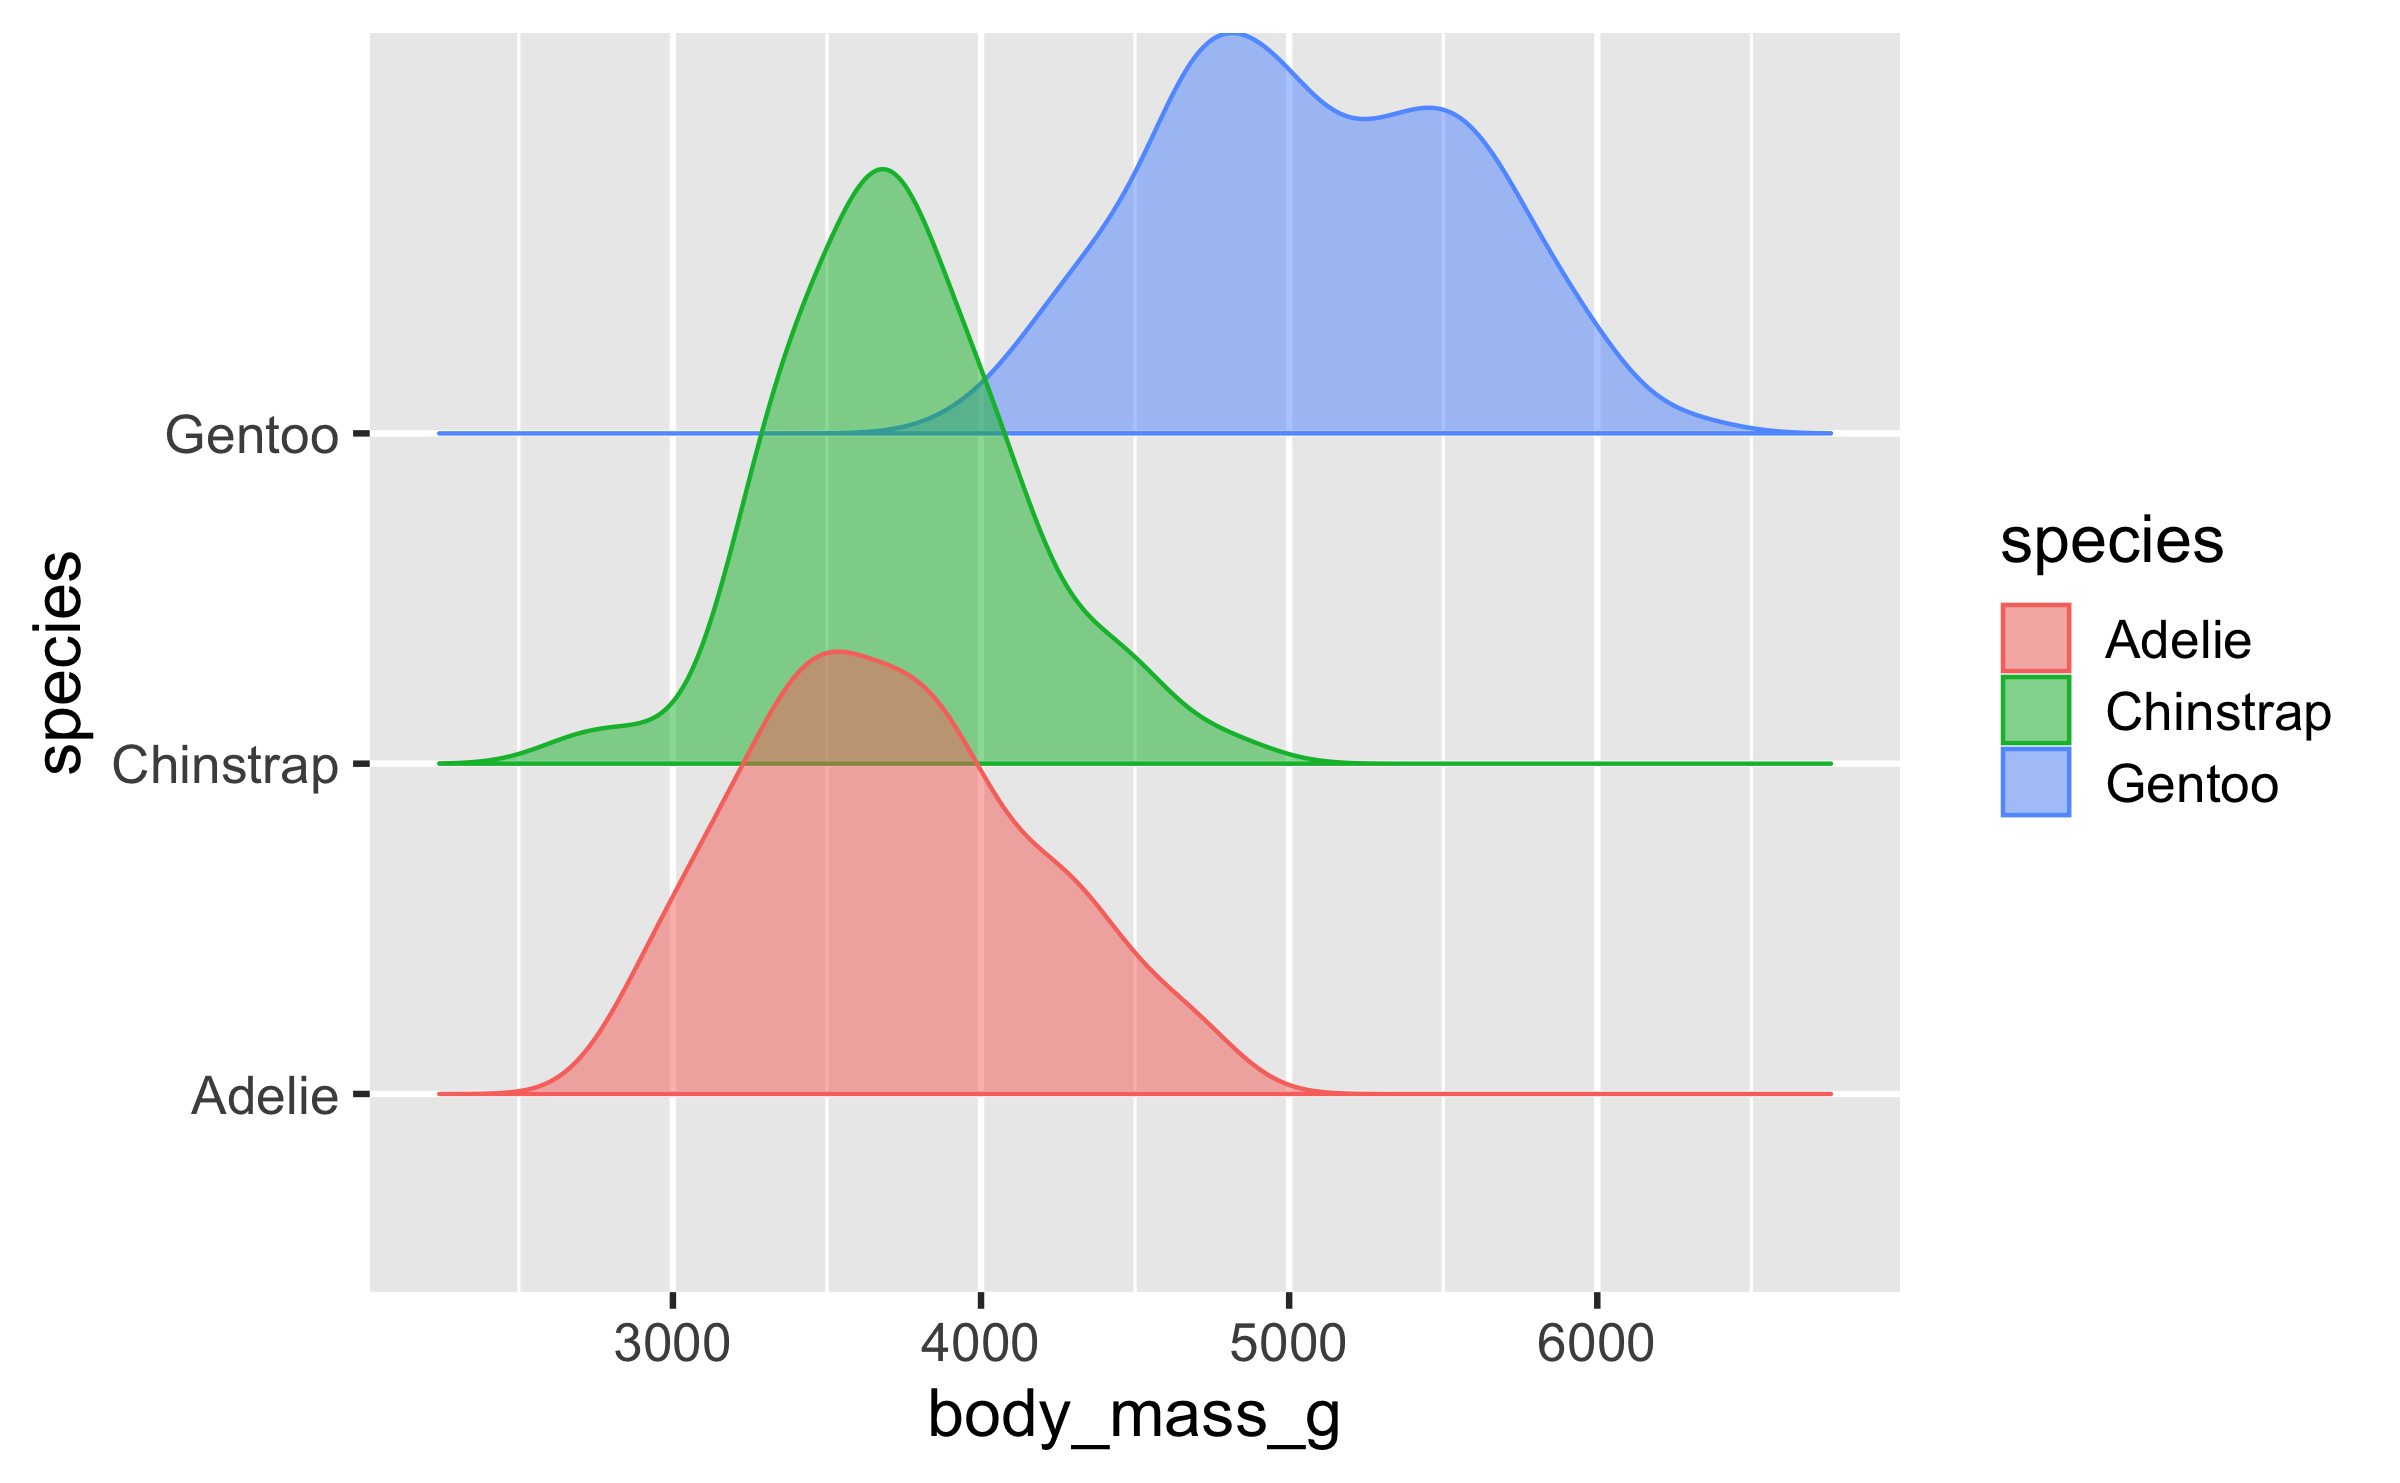 species
Gentoo
Chinstrap
Adelie
3000 4000 5000 6000
body_mass_g
species
Adelie
Chinstrap
Gentoo